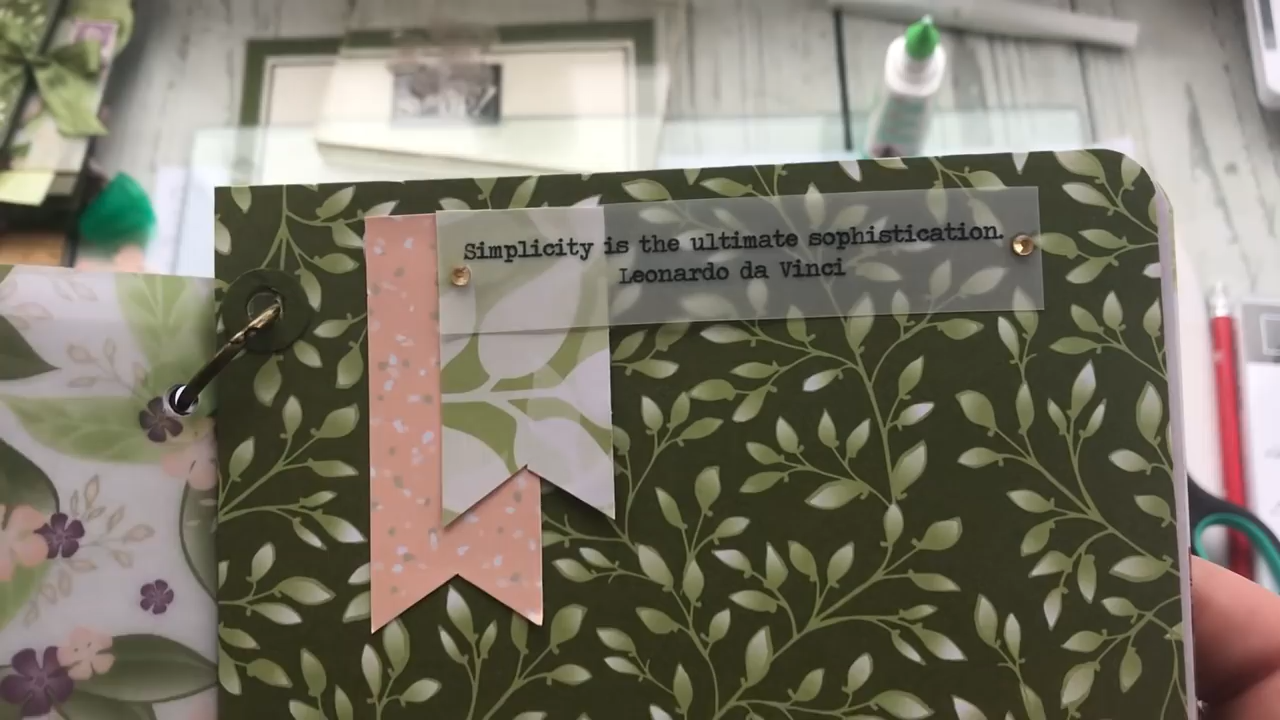 Simplicity is the ultimate sophistication.
Leonardo da Vinci